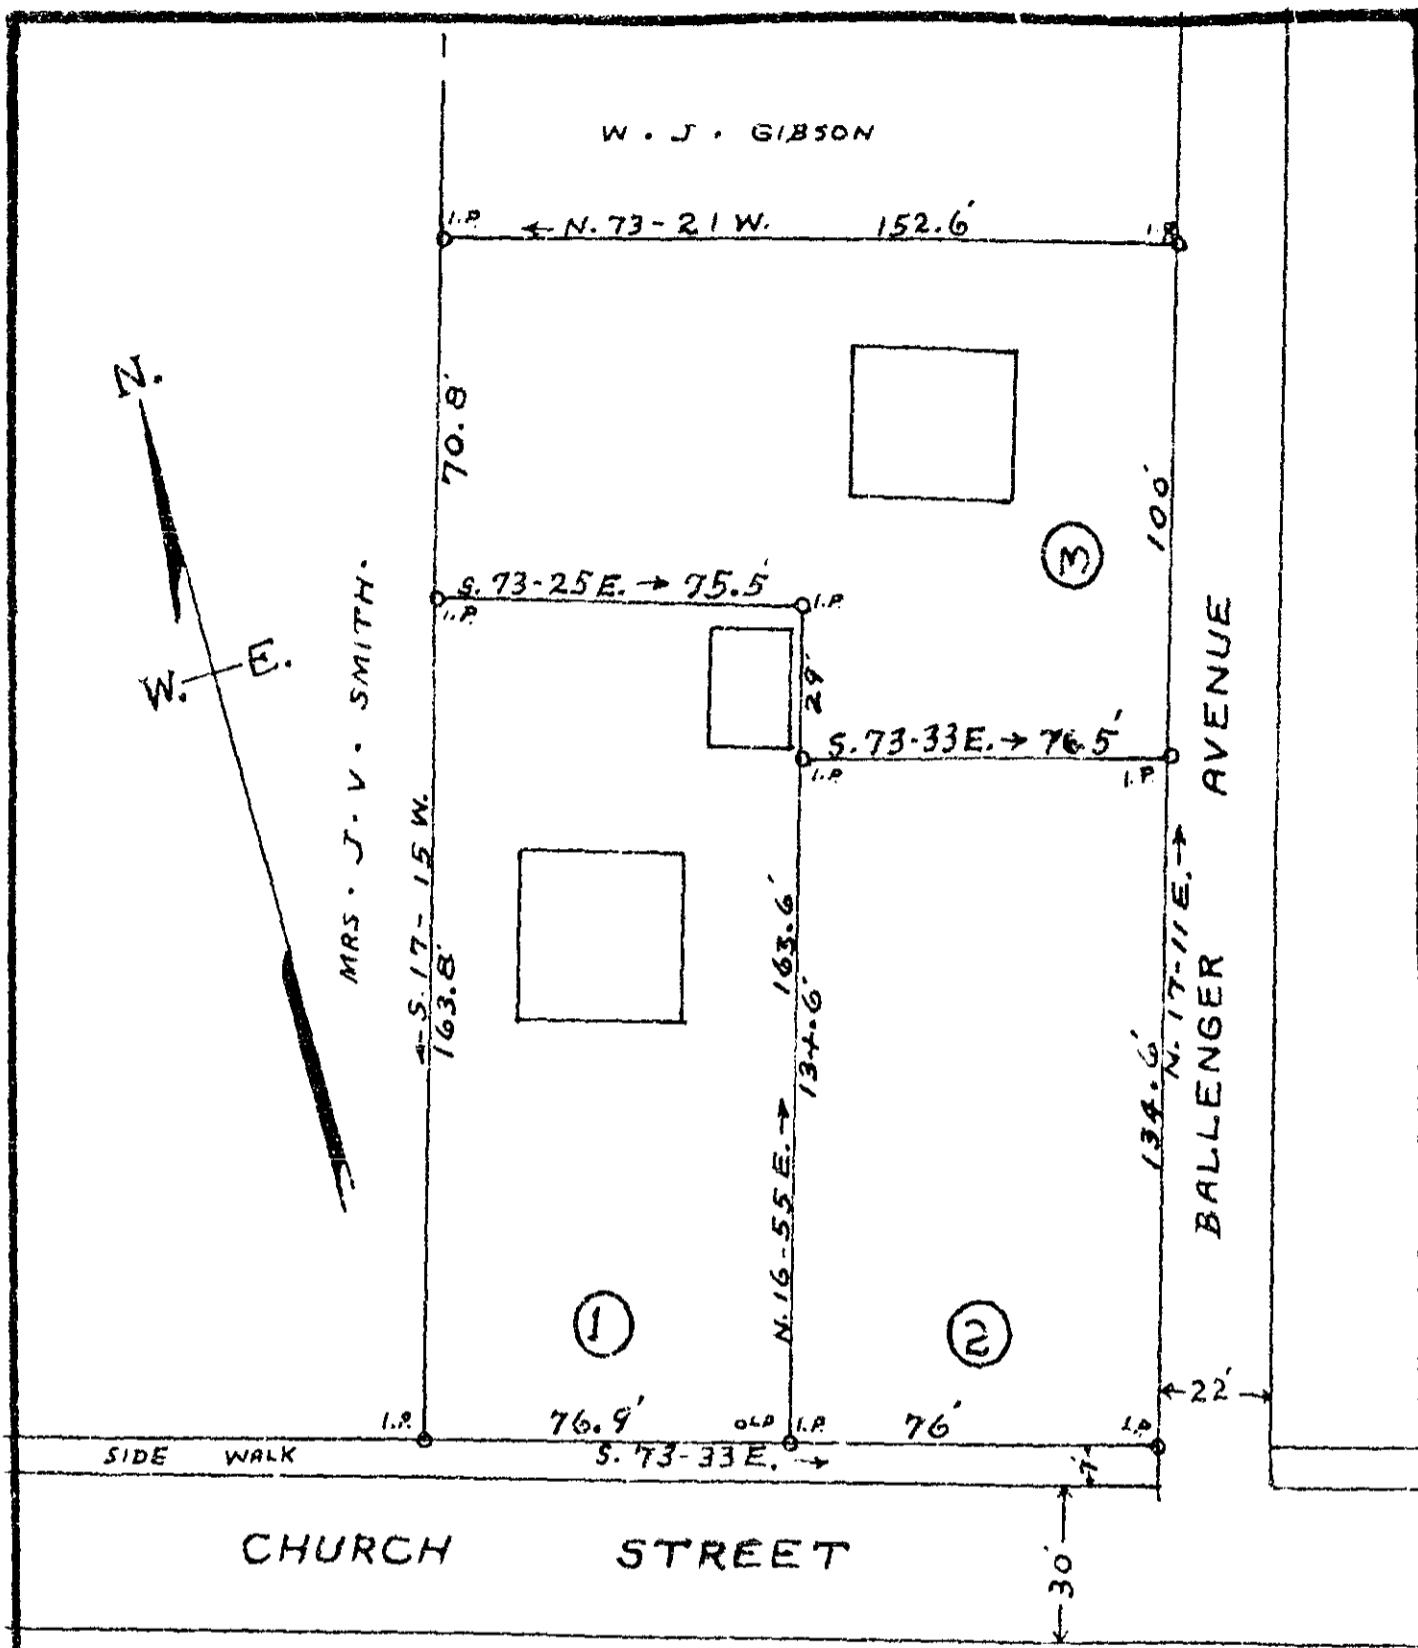 W. J. GIBSON
I.P.
← N. 73-21 W. 152.6'
I.P.
N.
70.8'
100'
3
S. 73-25 E. → 75.5'
I.P.
I.P.
29'
W. E.
MRS. J. V. SMITH.
S. 73-33 E. → 76.5'
I.P.
I.P.
AVENUE
BALLENGER
← S. 17-15 W.
163.8'
163.6'
134.6'
N. 16-55 E. →
134.6'
N. 17-11 E. →
1
2
← 22' →
I.P.
76.9'
O.I.P.
I.P.
76'
I.P.
SIDE WALK
S. 73-33 E. →
7'
CHURCH STREET
30'